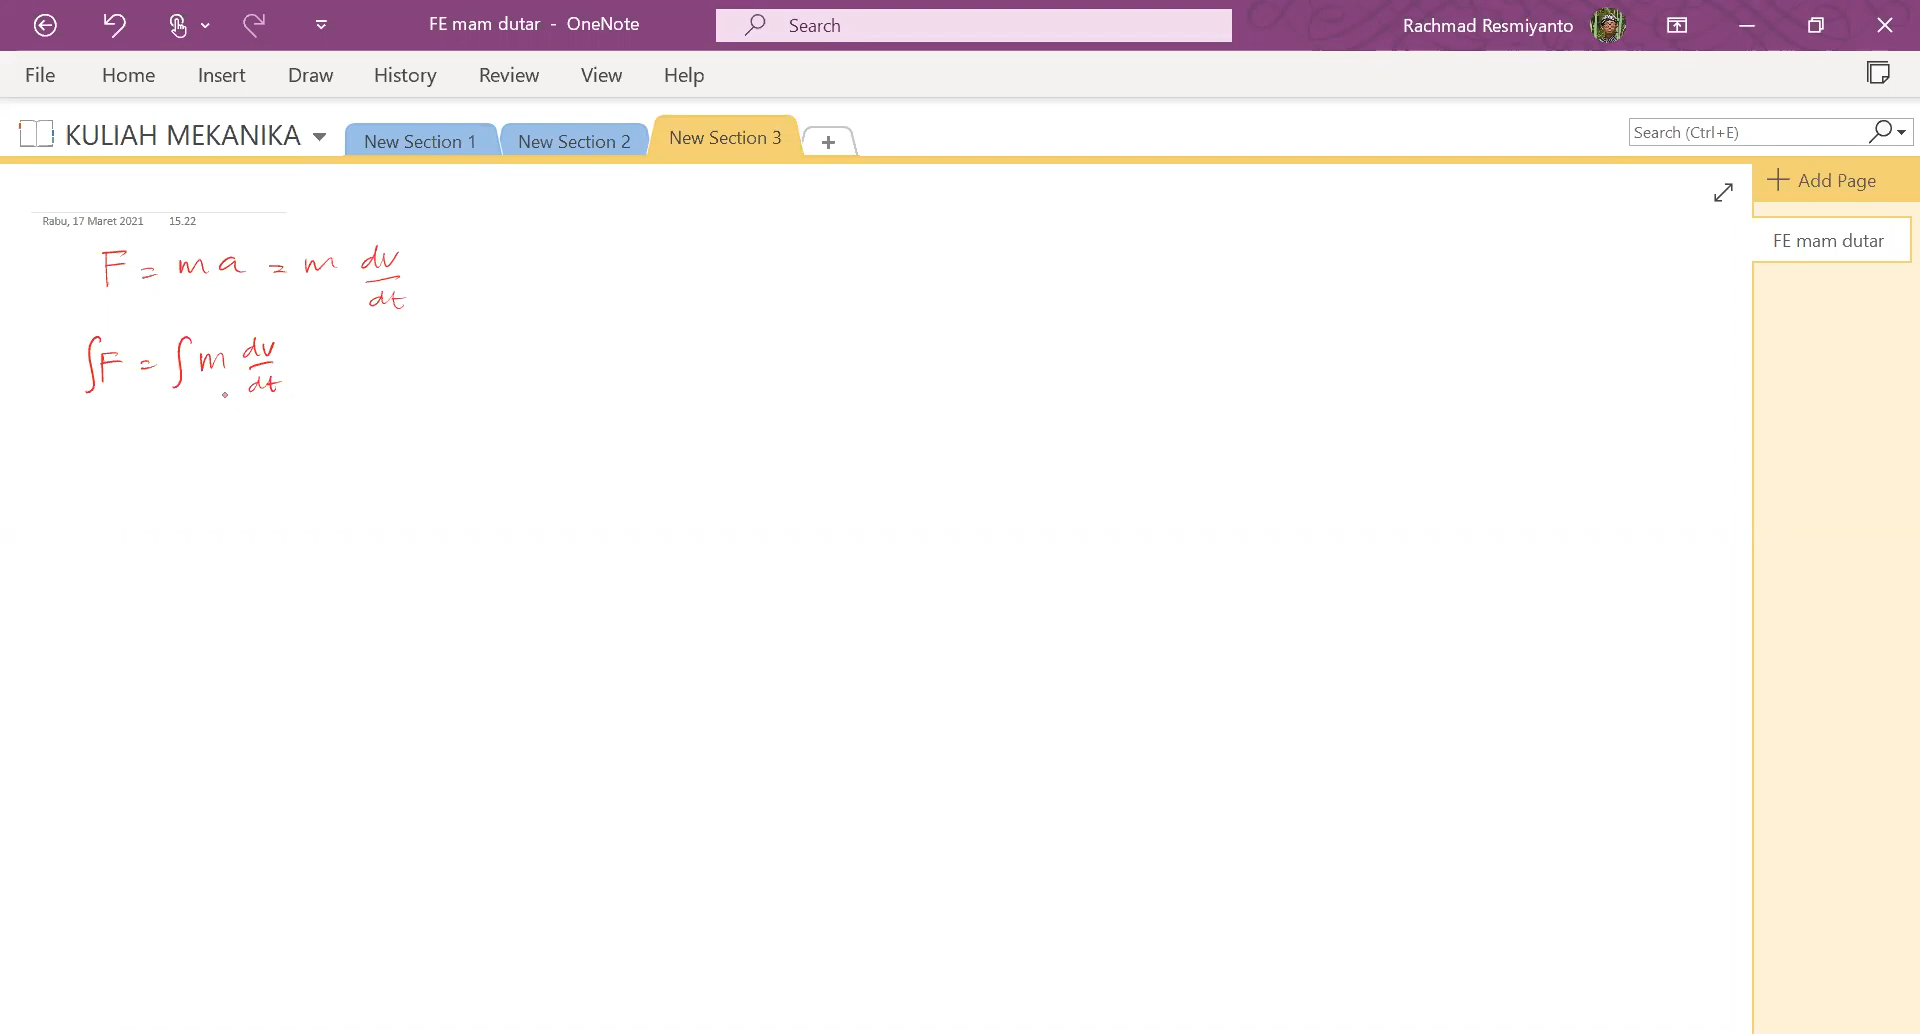 FE mam dutar - OneNote
Search
Rachmad Resmiyanto
File Home Insert Draw History Review View Help
KULIAH MEKANIKA
New Section 1
New Section 2
New Section 3
+
Search (Ctrl+E)
Add Page
FE mam dutar
Rabu, 17 Maret 2021 15.22
F = ma = m dv/dt
∫F = ∫m dv/dt